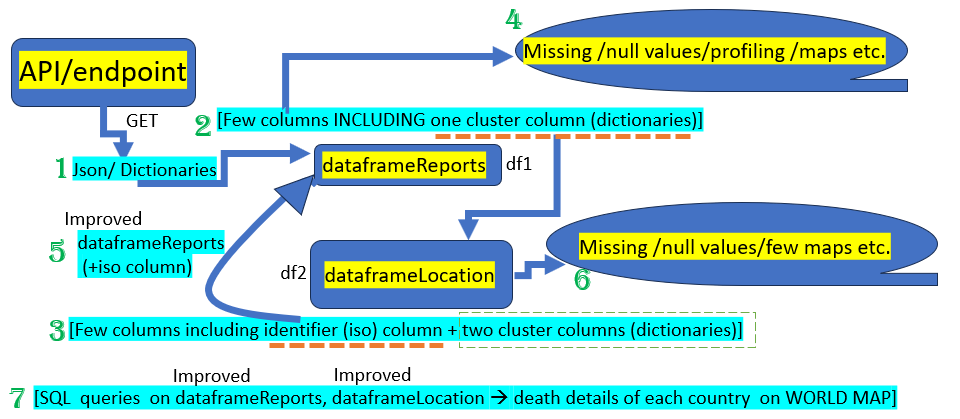 4
Missing /null values/profiling /maps etc.
API/endpoint
GET
2 [Few columns INCLUDING one cluster column (dictionaries)]
1 Json/ Dictionaries
dataframeReports df1
Improved
5 dataframeReports
(+iso column)
Missing /null values/few maps etc.
df2 dataframeLocation
6
3 [Few columns including identifier (iso) column + two cluster columns (dictionaries)]
Improved Improved
7 [SQL queries on dataframeReports, dataframeLocation → death details of each country on WORLD MAP]